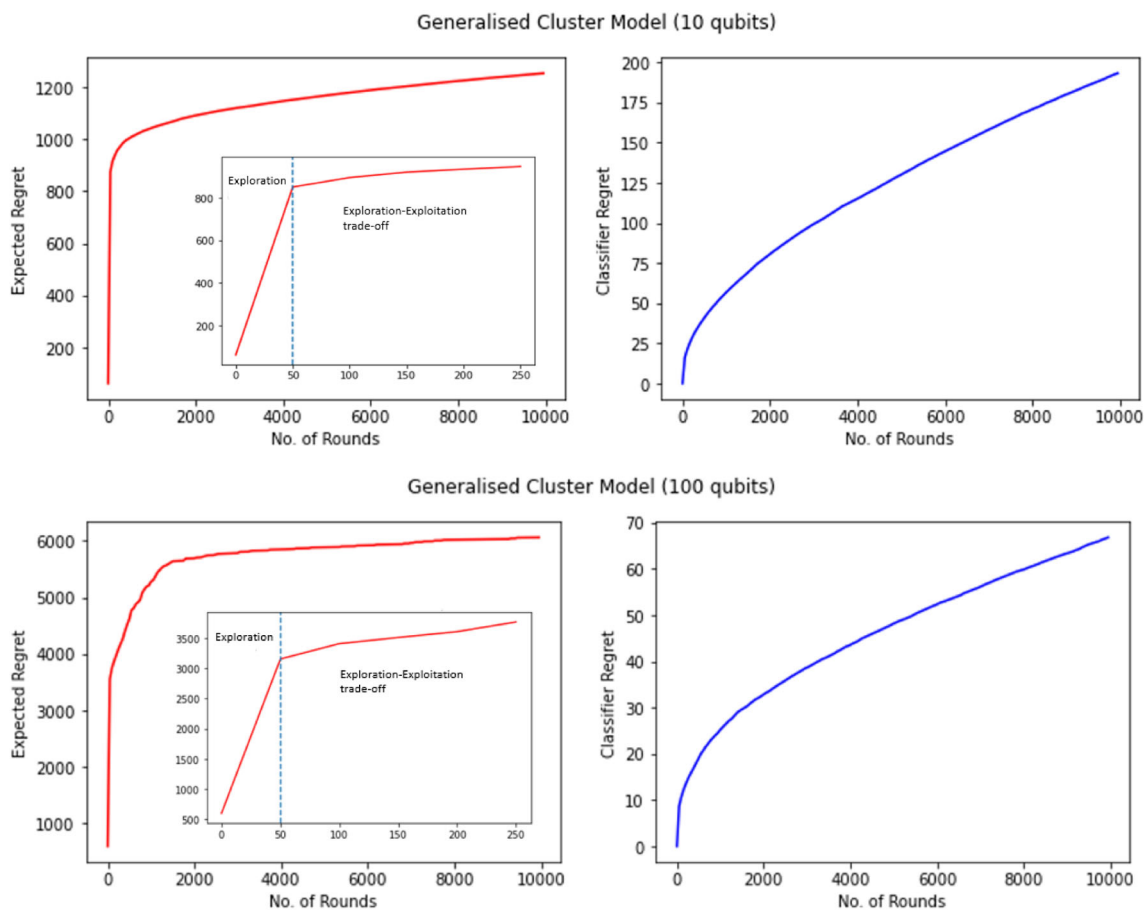 Generalised Cluster Model (10 qubits)
Expected Regret
1200
1000
800
600
400
200
0 2000 4000 6000 8000 10000
No. of Rounds
Exploration
Exploration-Exploitation
trade-off
800
600
400
200
0 50 100 150 200 250
Classifier Regret
200
175
150
125
100
75
50
25
0
0 2000 4000 6000 8000 10000
No. of Rounds
Generalised Cluster Model (100 qubits)
Expected Regret
6000
5000
4000
3000
2000
1000
0 2000 4000 6000 8000 10000
No. of Rounds
Exploration
Exploration-Exploitation
trade-off
3500
3000
2500
2000
1500
1000
500
0 50 100 150 200 250
Classifier Regret
70
60
50
40
30
20
10
0
0 2000 4000 6000 8000 10000
No. of Rounds